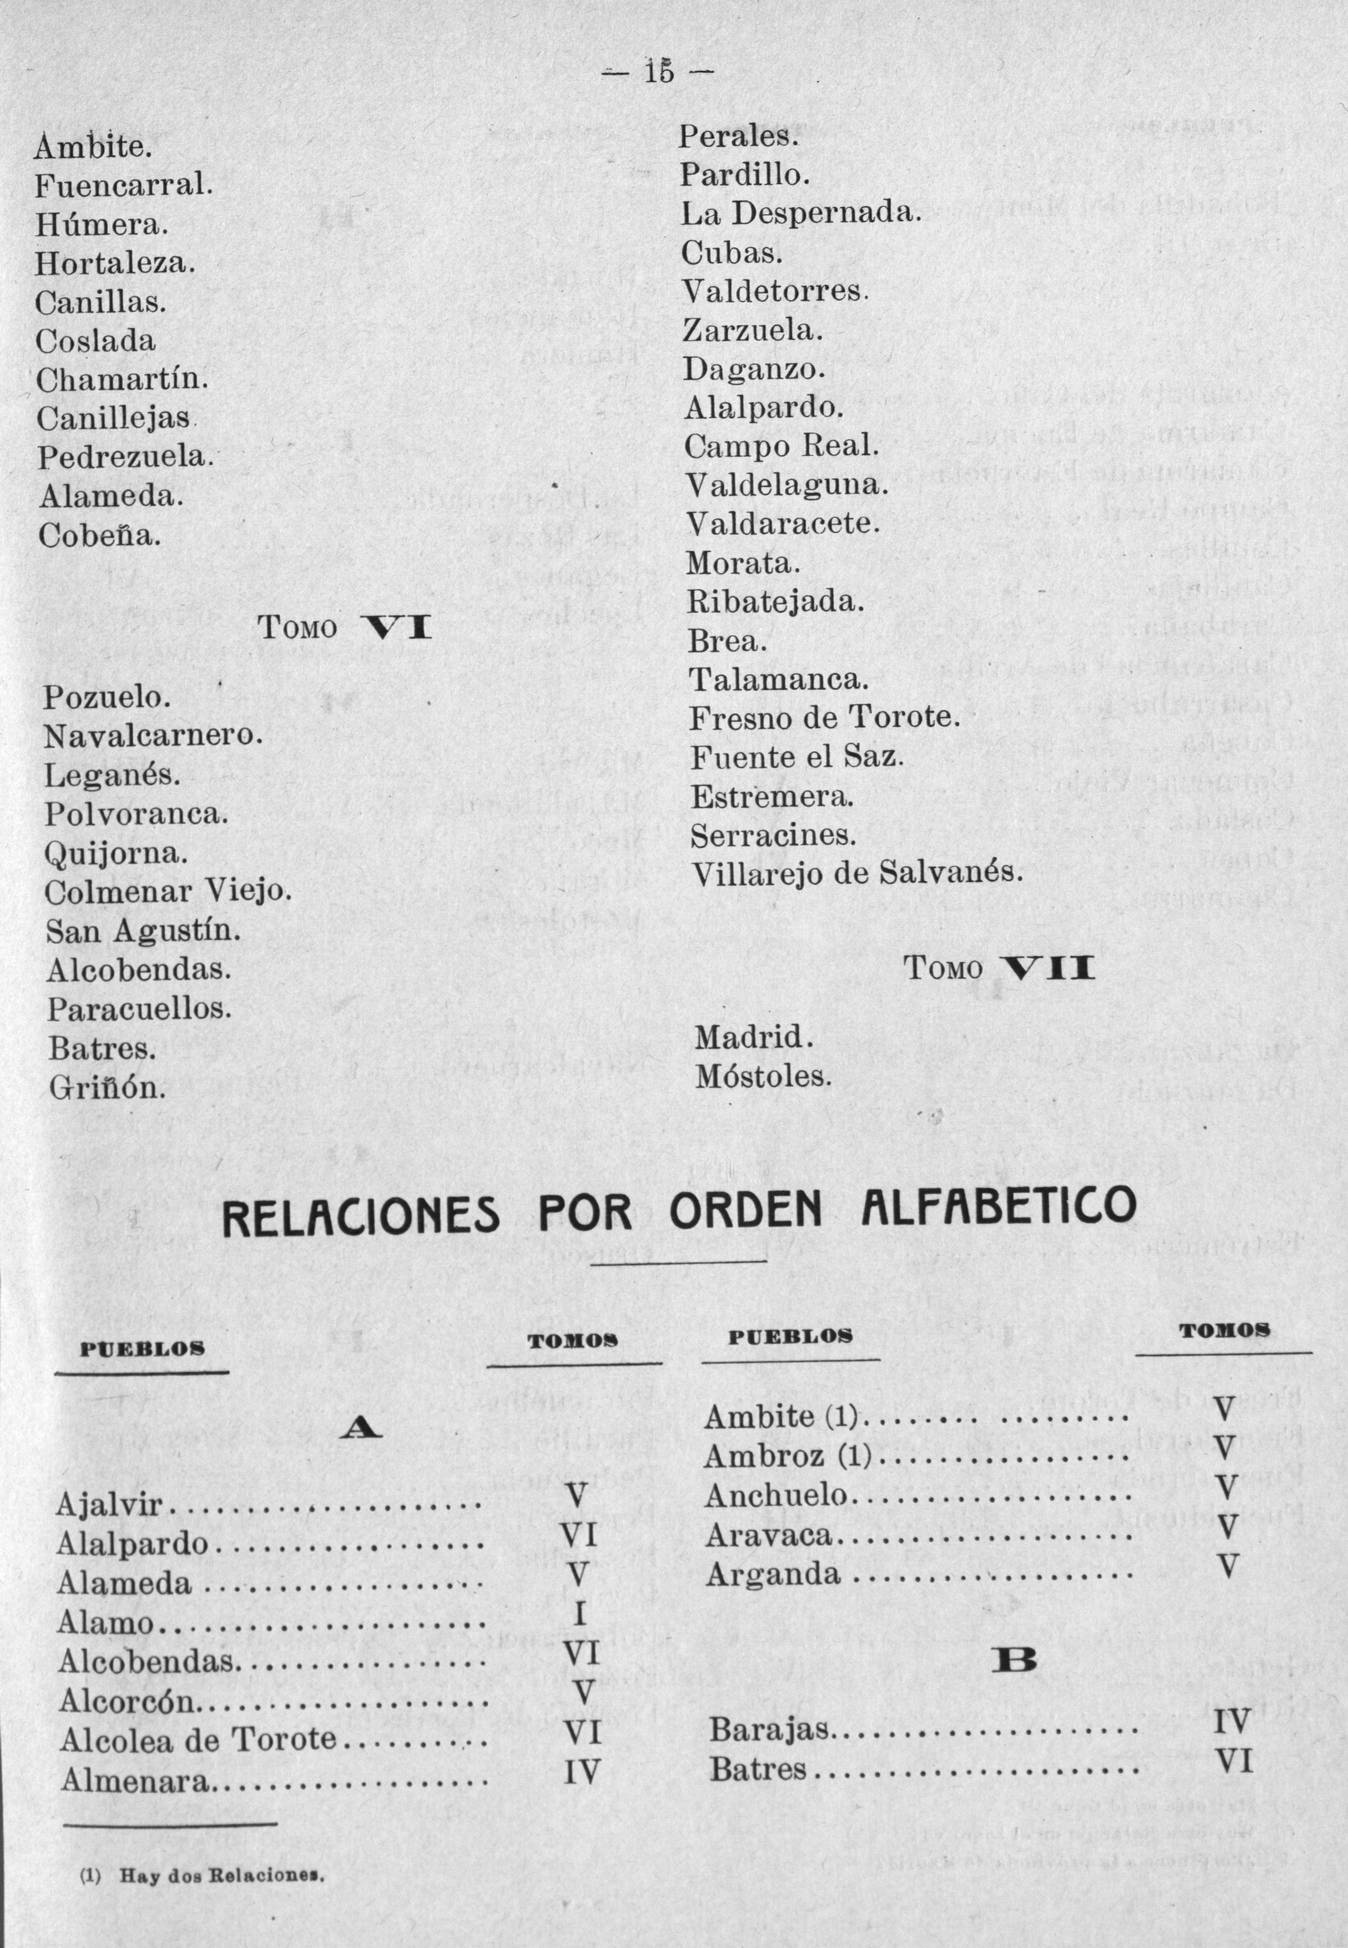 — 15 —
Ambite.
Fuencarral.
Húmera.
Hortaleza.
Canillas.
Coslada
Chamartín.
Canillejas.
Pedrezuela.
Alameda.
Cobeña.
Tomo VI
Pozuelo.
Navalcarnero.
Leganés.
Polvoranca.
Quijorna.
Colmenar Viejo.
San Agustín.
Alcobendas.
Paracuellos.
Batres.
Griñón.
Perales.
Pardillo.
La Despernada.
Cubas.
Valdetorres.
Zarzuela.
Daganzo.
Alalpardo.
Campo Real.
Valdelaguna.
Valdaracete.
Morata.
Ribatejada.
Brea.
Talamanca.
Fresno de Torote.
Fuente el Saz.
Estremera.
Serracines.
Villarejo de Salvanés.
Tomo VII
Madrid.
Móstoles.
RELACIONES POR ORDEN ALFABETICO
PUEBLOS TOMOS
A
Ajalvir..................... V
Alalpardo.................. VI
Alameda ................... V
Alamo...................... I
Alcobendas................. VI
Alcorcón................... V
Alcolea de Torote.......... VI
Almenara................... IV
PUEBLOS TOMOS
Ambite (1)........ ......... V
Ambroz (1)................. V
Anchuelo................... V
Aravaca.................... V
Arganda ................... V
B
Barajas..................... IV
Batres...................... VI
(1) Hay dos Relaciones.